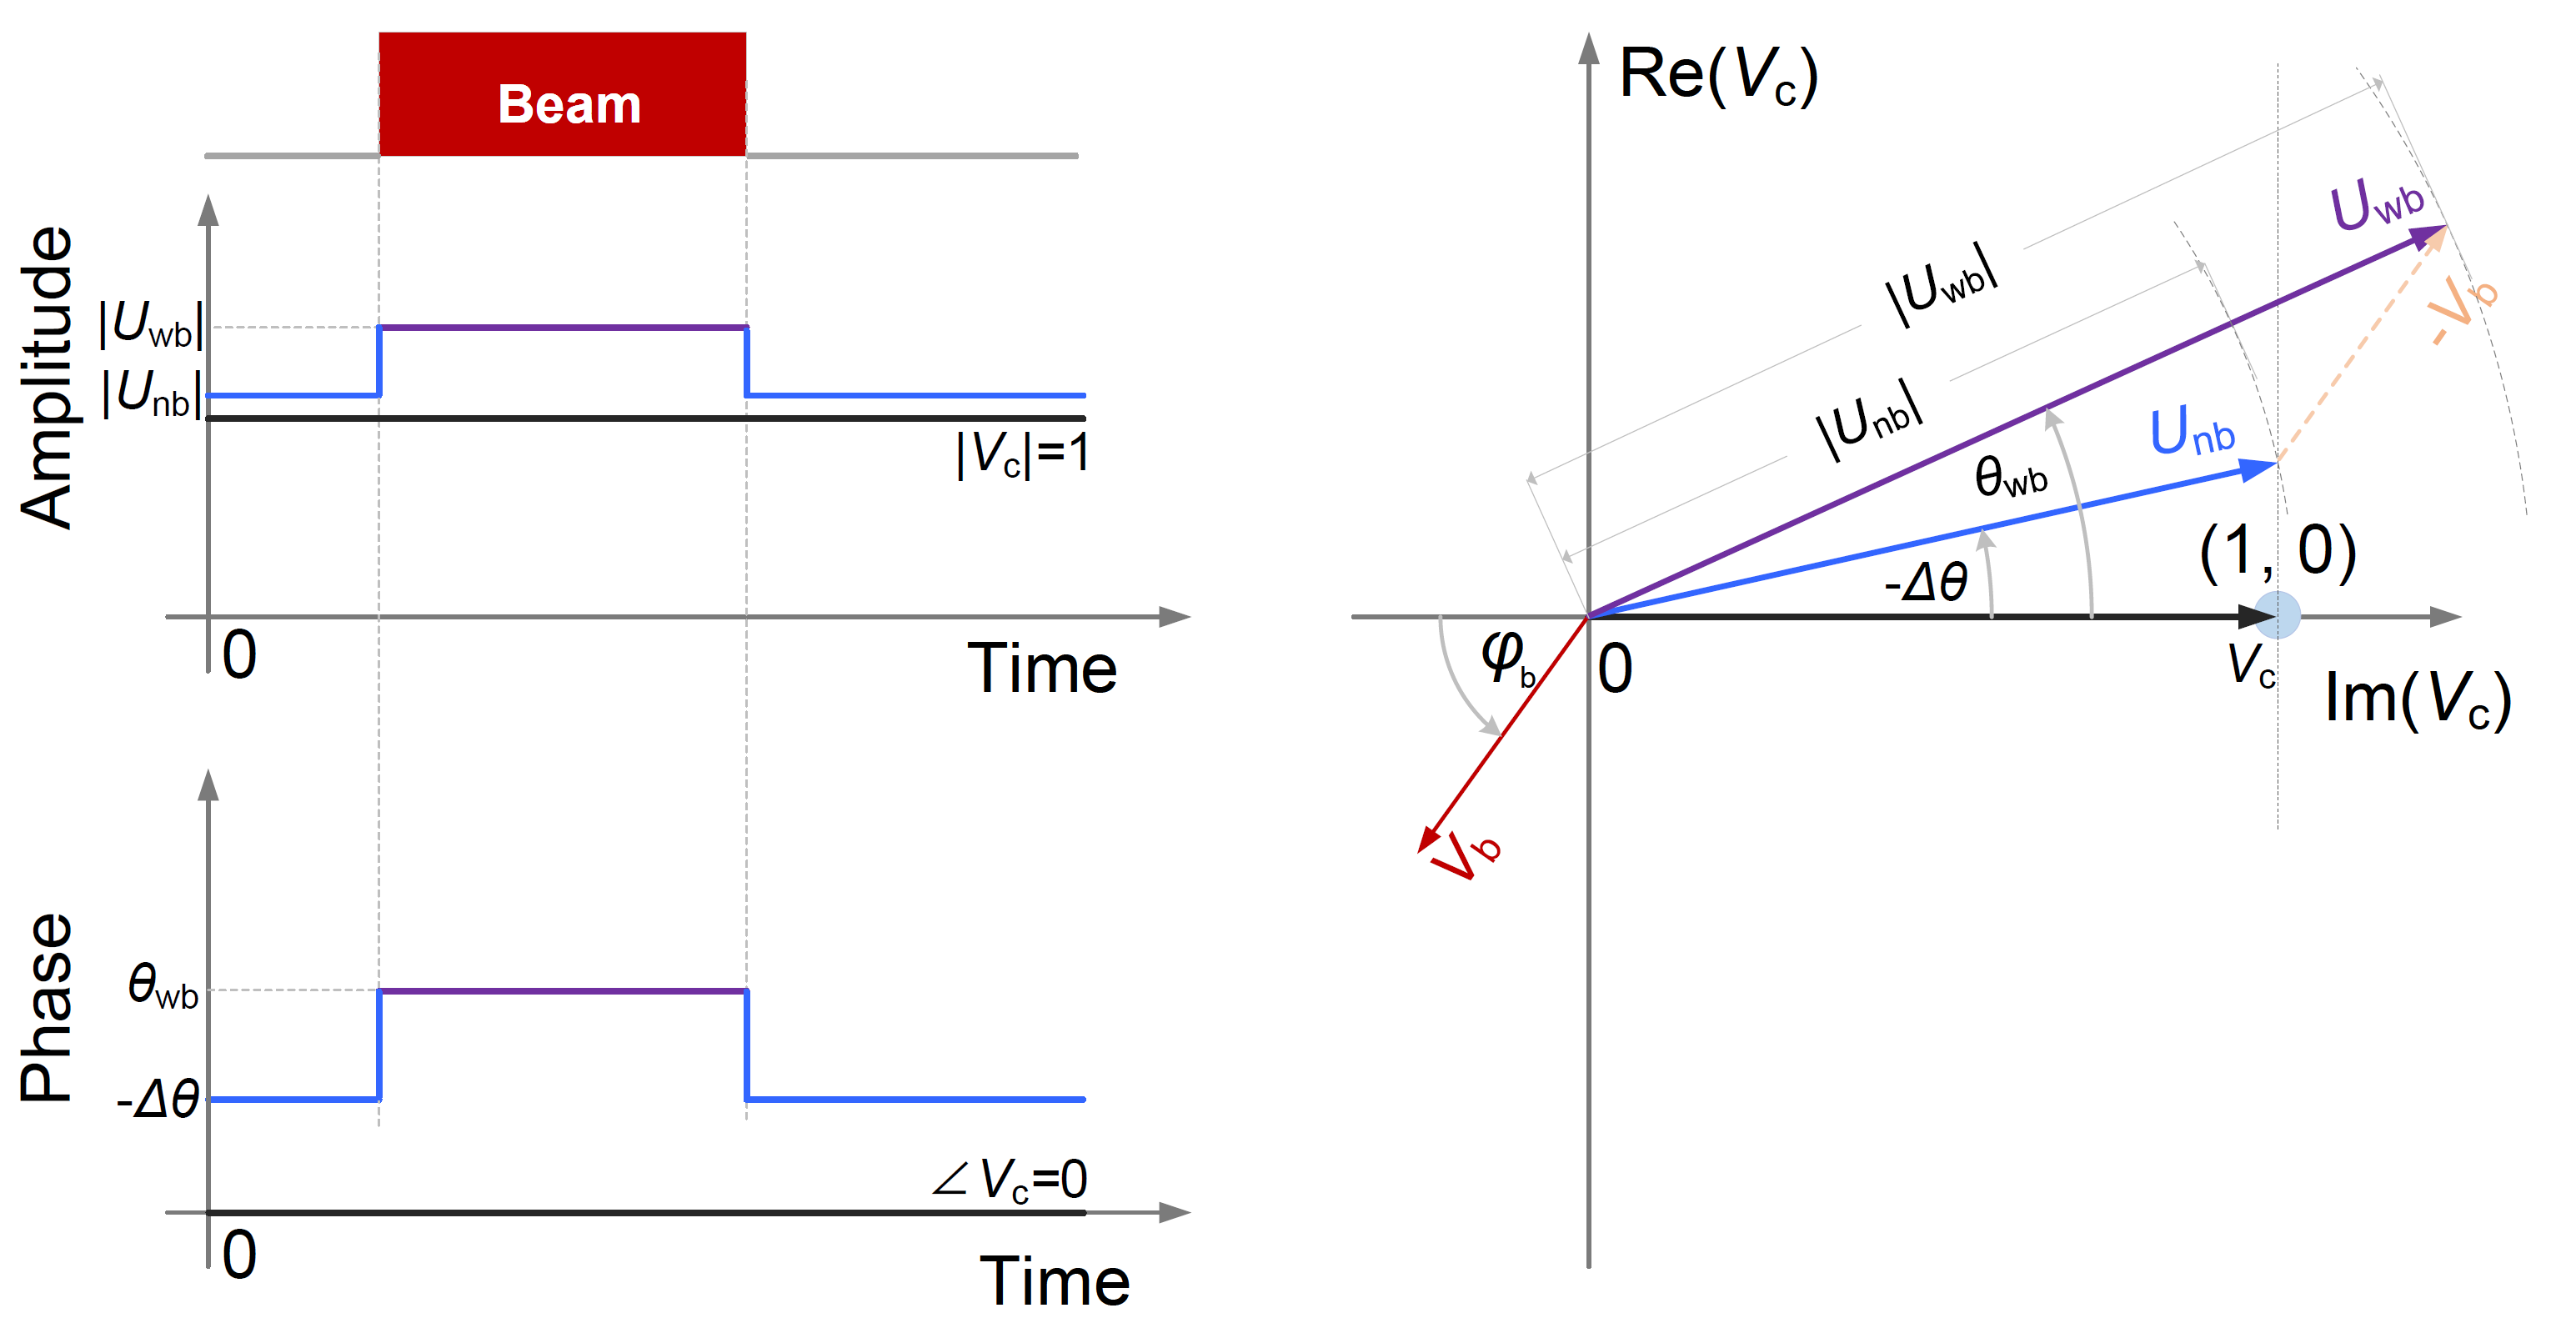 Beam
Amplitude
|Uwb|
|Unb|
|Vc|=1
0
Time
Phase
θwb
-Δθ
∠Vc=0
0
Time
Re(Vc)
Uwb
|Uwb|
-Vb
|Unb|
Unb
θwb
(1, 0)
-Δθ
φb
0
Vc
Im(Vc)
Vb